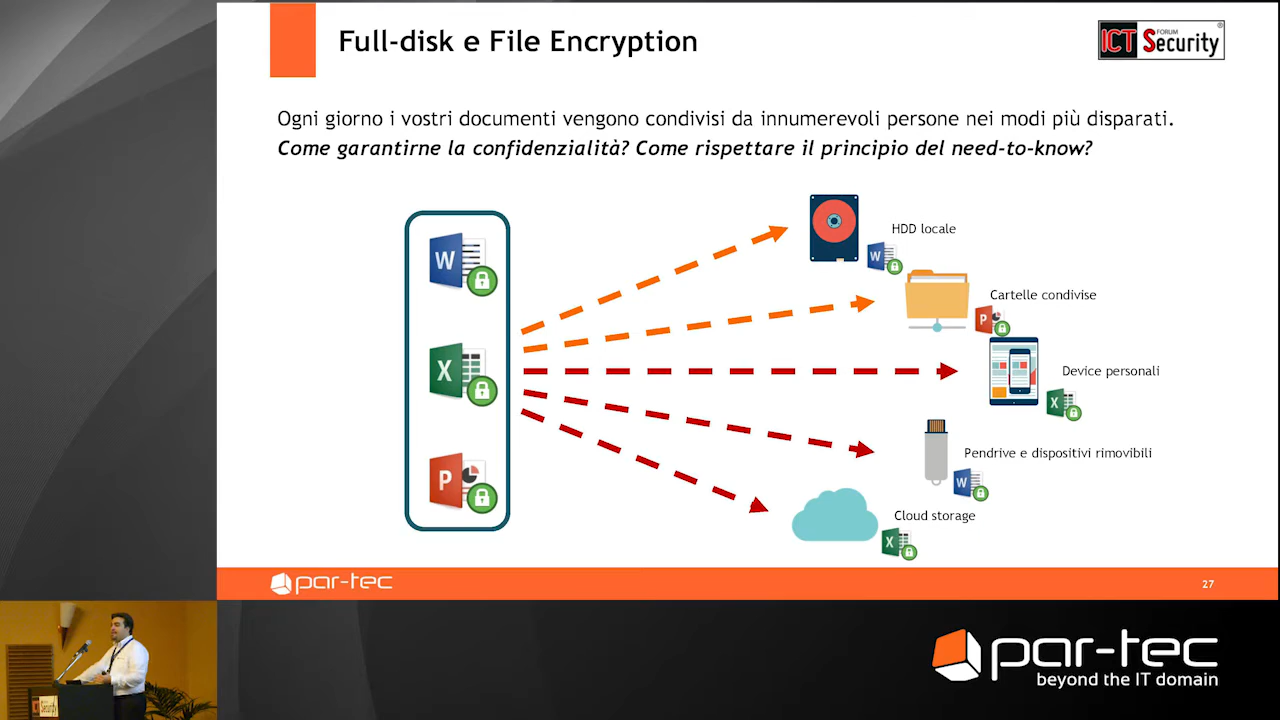 Full-disk e File Encryption
ICT FORUM Security
Ogni giorno i vostri documenti vengono condivisi da innumerevoli persone nei modi più disparati.
Come garantirne la confidenzialità? Come rispettare il principio del need-to-know?
W
X
P
HDD locale
W
Cartelle condivise
P
Device personali
X
Pendrive e dispositivi rimovibili
W
Cloud storage
X
par-tec
27
par-tec
beyond the IT domain
ICT Security